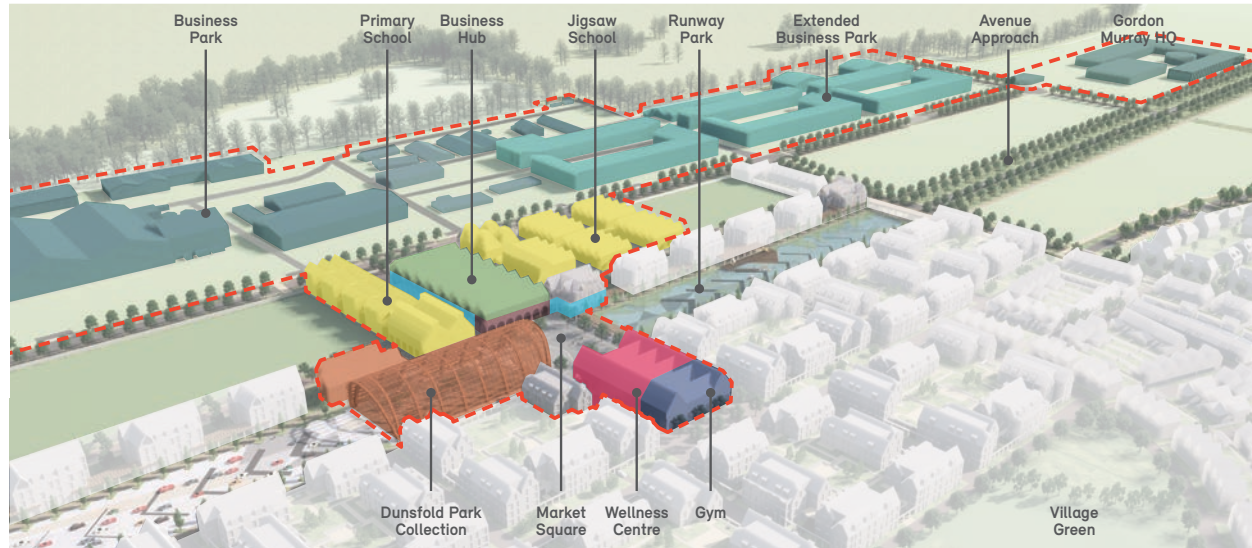 Business
Park
Primary
School
Business
Hub
Jigsaw
School
Runway
Park
Extended
Business Park
Avenue
Approach
Gordon
Murray HQ
Dunsfold Park
Collection
Market
Square
Wellness
Centre
Gym
Village
Green